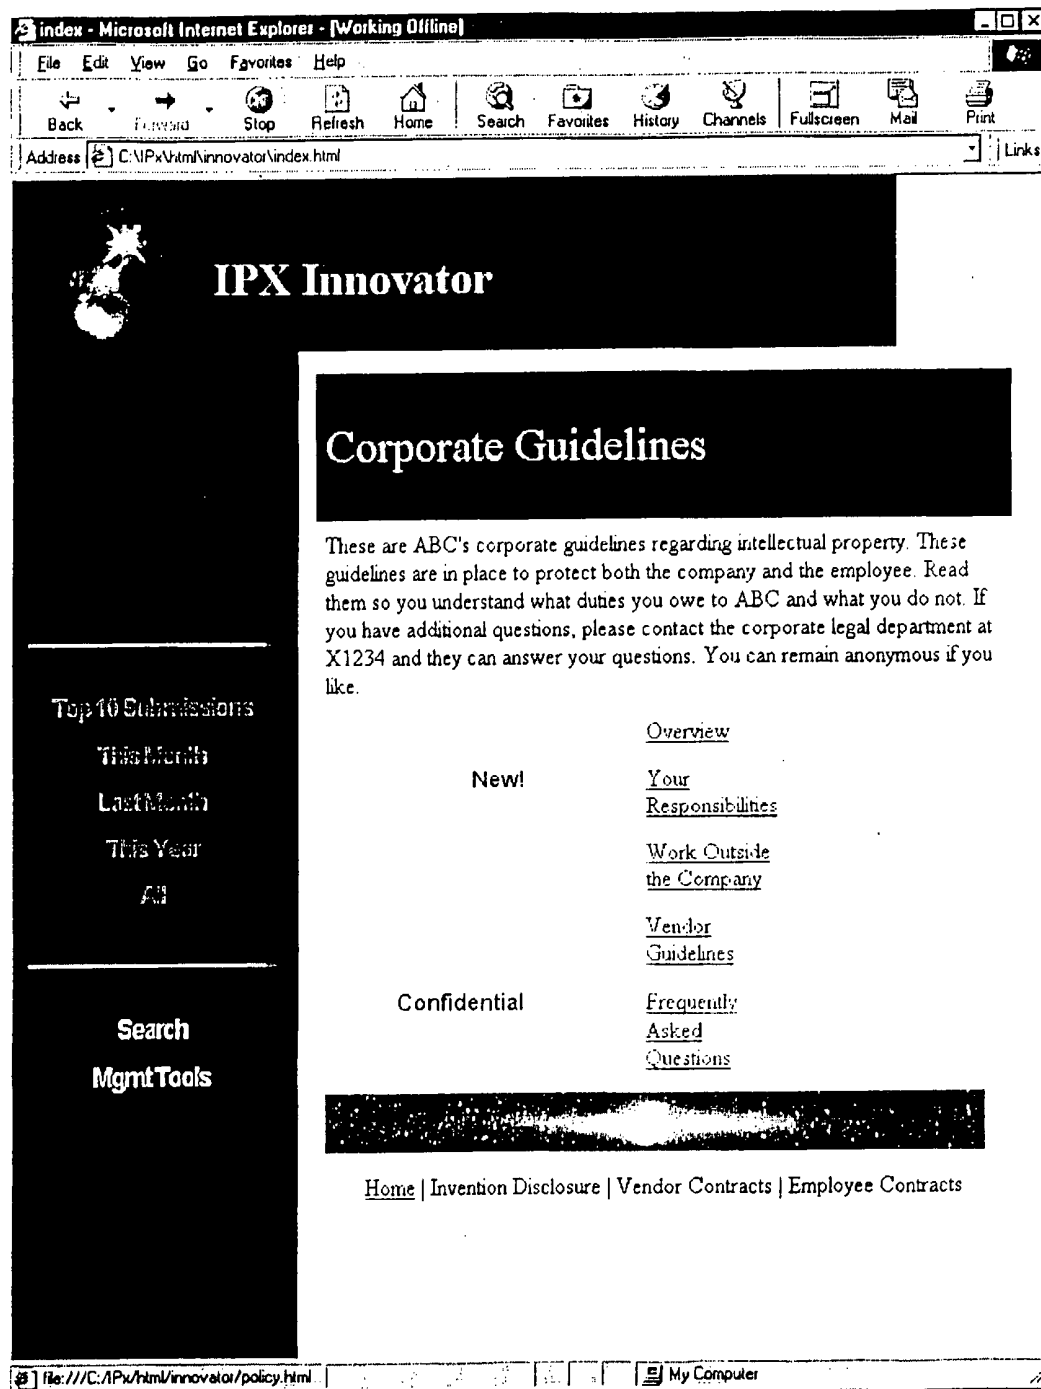 index - Microsoft Internet Explorer - [Working Offline]
File Edit View Go Favorites Help
Back Forward Stop Refresh Home Search Favorites History Channels Fullscreen Mail Print
Address C:\IPx\html\innovator\index.html Links
IPX Innovator
Corporate Guidelines
These are ABC's corporate guidelines regarding intellectual property. These
guidelines are in place to protect both the company and the employee. Read
them so you understand what duties you owe to ABC and what you do not. If
you have additional questions, please contact the corporate legal department at
X1234 and they can answer your questions. You can remain anonymous if you
like.
Top 10 Submissions
This Month
Last Month
This Year
All
Search
MgmtTools
Overview
New! Your
Responsibilities
Work Outside
the Company
Vendor
Guidelines
Confidential Frequently
Asked
Questions
Home | Invention Disclosure | Vendor Contracts | Employee Contracts
file:///C:/IPx/html/innovator/policy.html My Computer